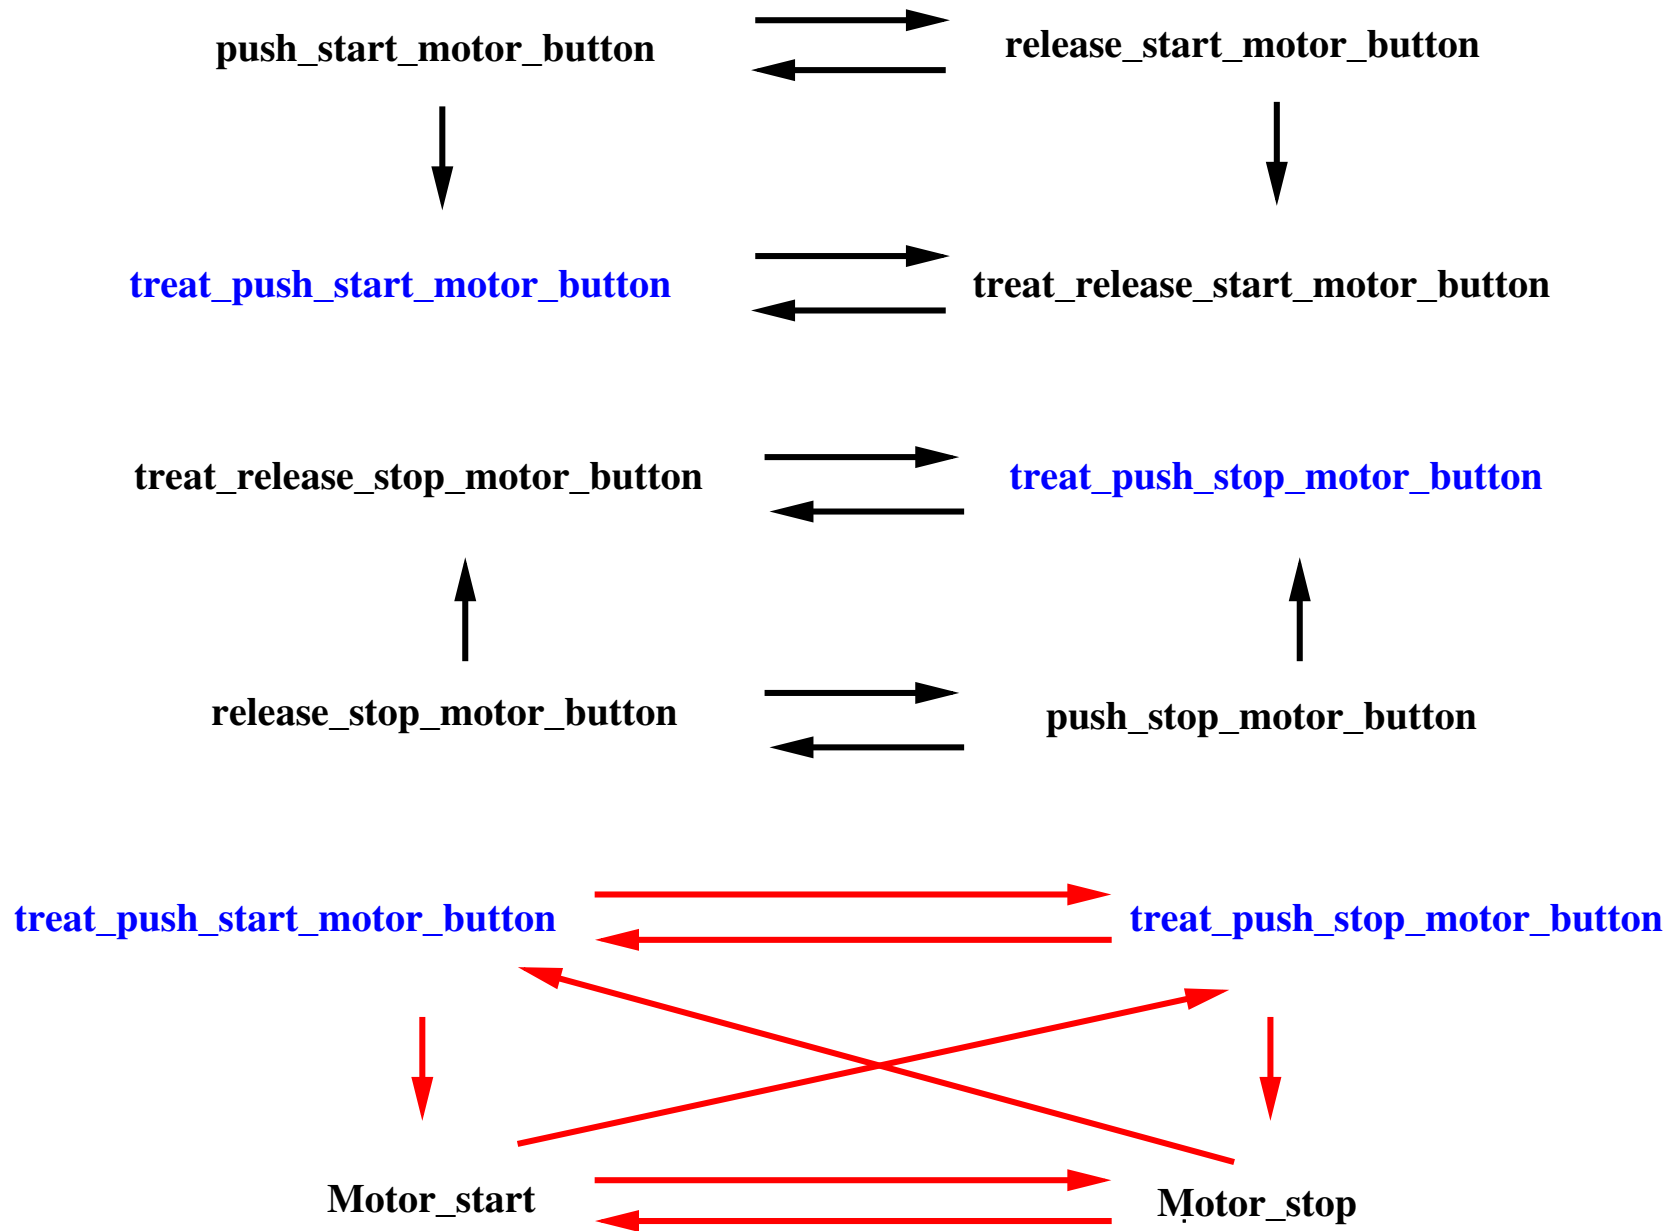 push_start_motor_button
release_start_motor_button
treat_push_start_motor_button
treat_release_start_motor_button
treat_release_stop_motor_button
treat_push_stop_motor_button
release_stop_motor_button
push_stop_motor_button
treat_push_start_motor_button
treat_push_stop_motor_button
Motor_start
Motor_stop